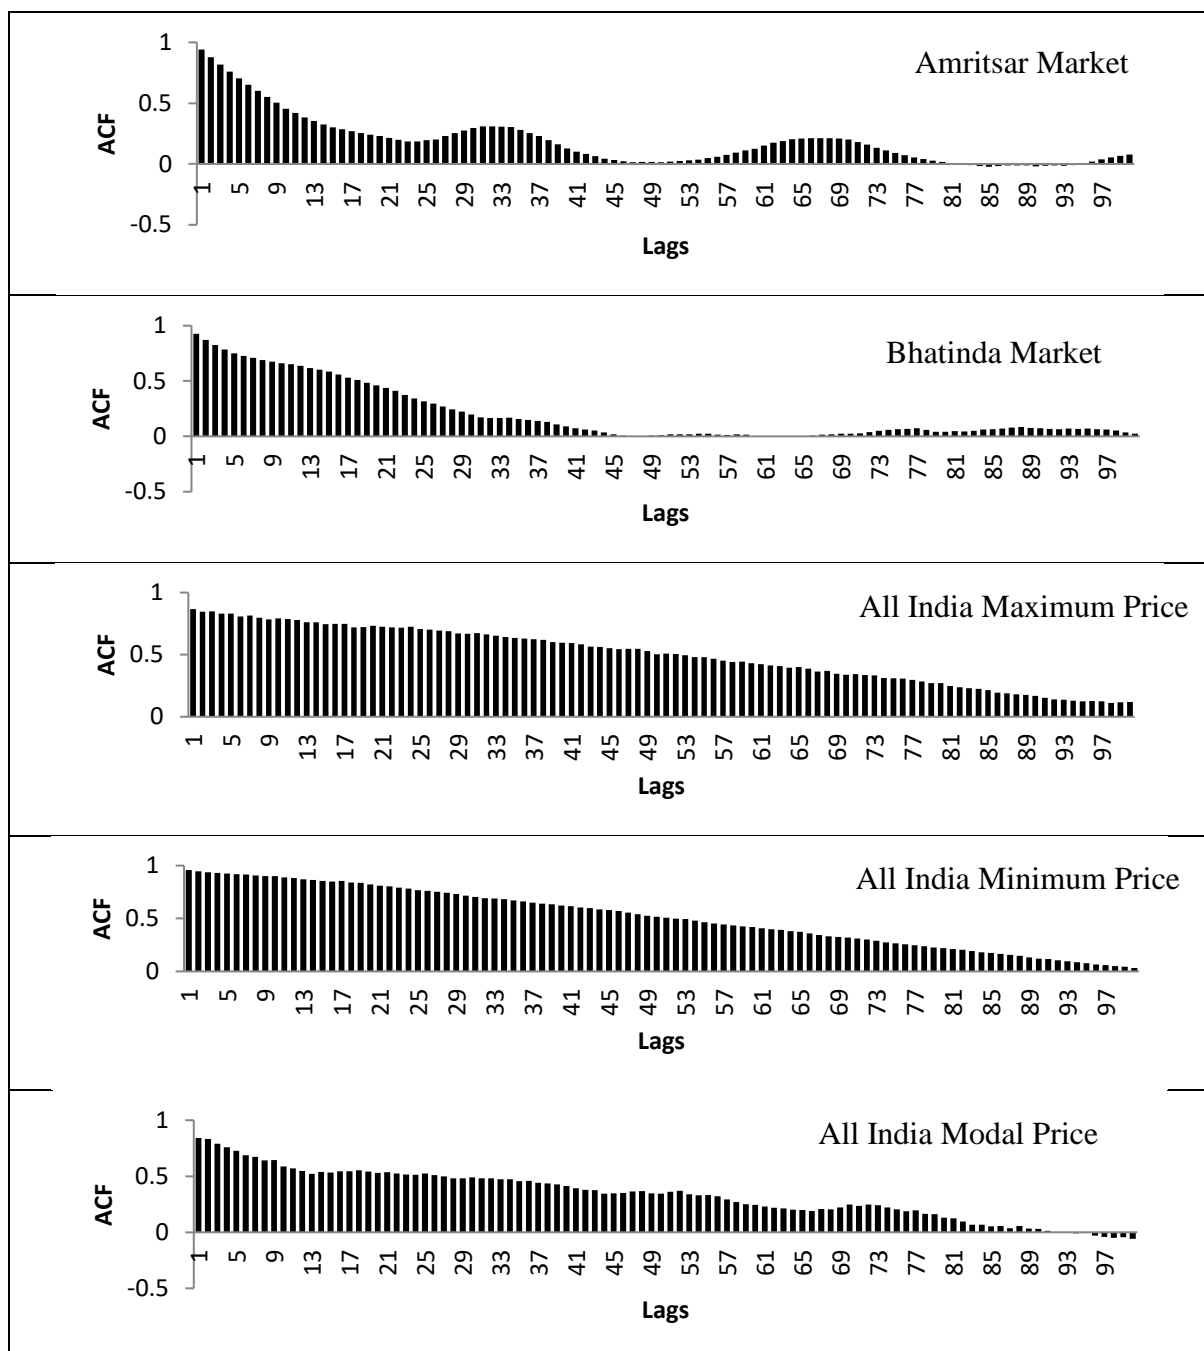 Amritsar Market
1
0.5
0
-0.5
ACF
1 5 9 13 17 21 25 29 33 37 41 45 49 53 57 61 65 69 73 77 81 85 89 93 97
Lags
Bhatinda Market
1
0.5
0
-0.5
ACF
1 5 9 13 17 21 25 29 33 37 41 45 49 53 57 61 65 69 73 77 81 85 89 93 97
Lags
All India Maximum Price
1
0.5
0
ACF
1 5 9 13 17 21 25 29 33 37 41 45 49 53 57 61 65 69 73 77 81 85 89 93 97
Lags
All India Minimum Price
1
0.5
0
ACF
1 5 9 13 17 21 25 29 33 37 41 45 49 53 57 61 65 69 73 77 81 85 89 93 97
Lags
All India Modal Price
1
0.5
0
-0.5
ACF
1 5 9 13 17 21 25 29 33 37 41 45 49 53 57 61 65 69 73 77 81 85 89 93 97
Lags